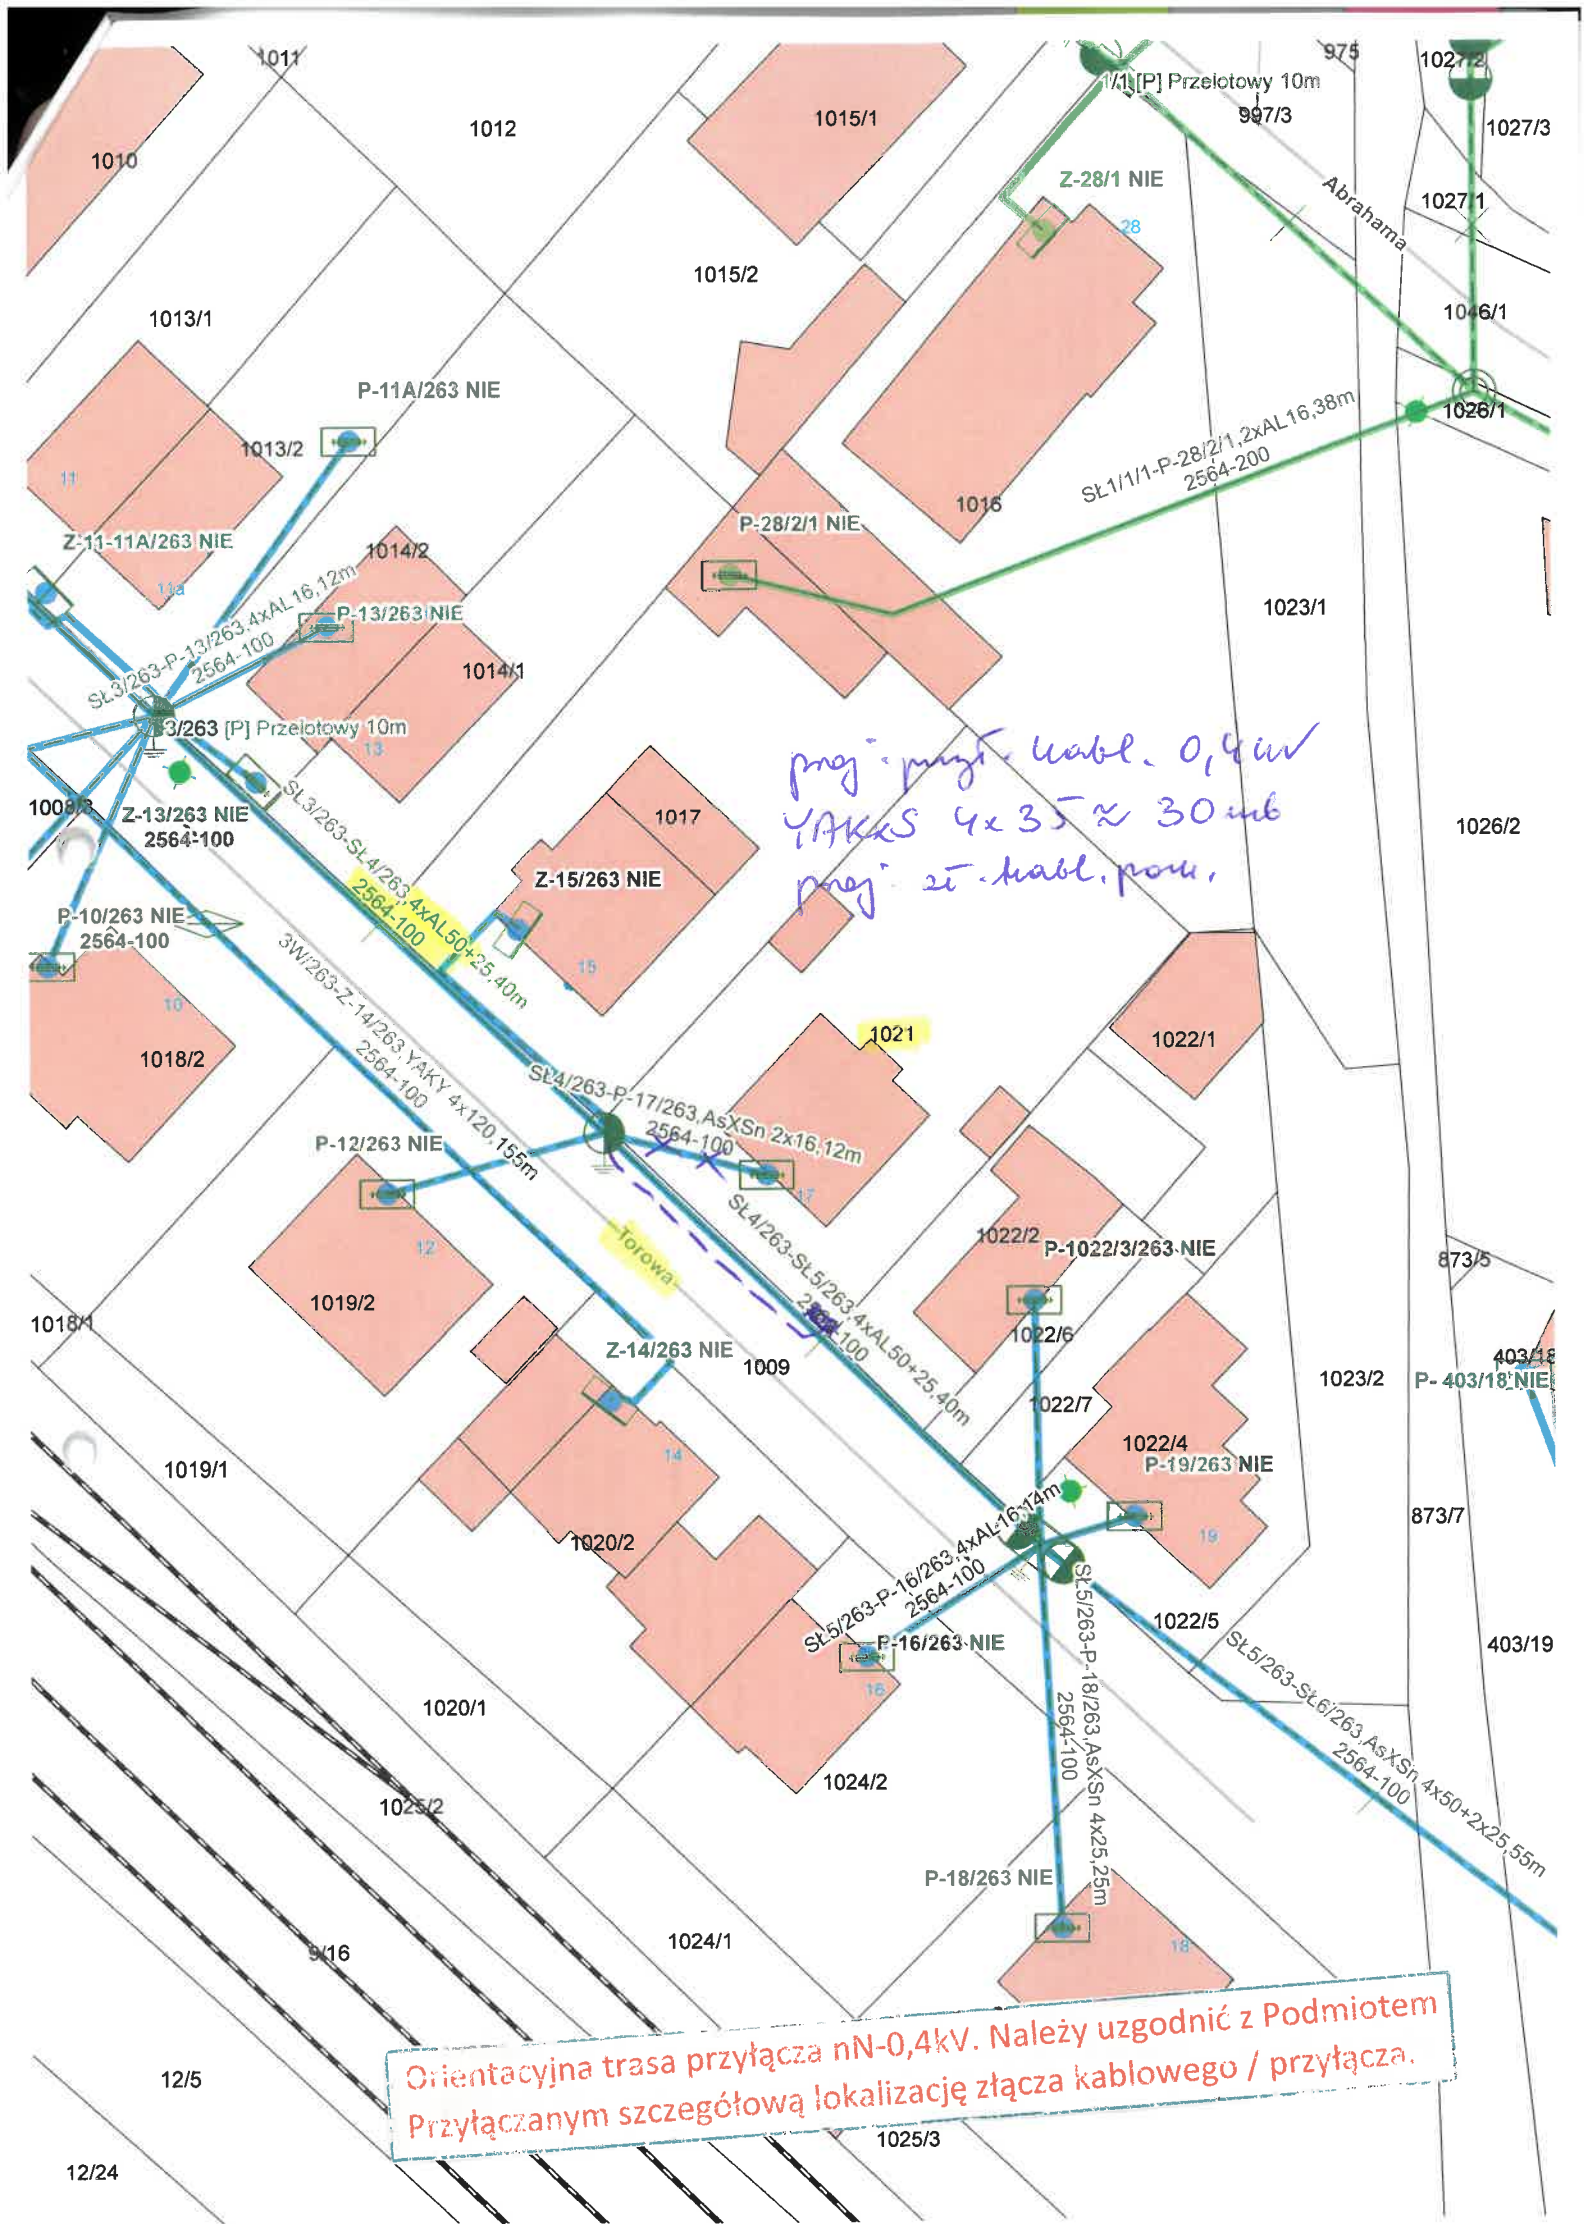 1011
975
1027/2
1/1 [P] Przelotowy 10m
1012
1015/1
997/3
1027/3
1010
Z-28/1 NIE
1027/1
Abrahama
28
1015/2
1013/1
1046/1
P-11A/263 NIE
1026/1
1013/2
SŁ1/1/1-P-28/2/1,2xAL16,38m
2564-200
11
1016
P-28/2/1 NIE
Z-11-11A/263 NIE
1014/2
11a
P-13/263 NIE
1023/1
SŁ3/263-P-13/263,4xAL16,12m
2564-100
1014/1
3/263 [P] Przelotowy 10m
13
proj. przył. kabl. 0,4 kV
YAKxS 4x35 ≈ 30 mb
proj. zł. kabl. pom.
1008/3
Z-13/263 NIE
2564-100
SŁ3/263-SŁ4/263,4xAL50+25,40m
2564-100
1017
1026/2
Z-15/263 NIE
P-10/263 NIE
2564-100
15
10
3W/263-Z-14/263,YAKY 4x120,155m
2564-100
1021
1022/1
1018/2
SŁ4/263-P-17/263,AsXSn 2x16,12m
2564-100
P-12/263 NIE
17
SŁ4/263-SŁ5/263,4xAL50+25,40m
Torowa
12
1022/2
P-1022/3/263 NIE
873/5
1019/2
1018/1
1022/6
Z-14/263 NIE
1009
403/18
P- 403/18 NIE
1023/2
1022/7
14
1022/4
P-19/263 NIE
1019/1
873/7
19
1020/2
SŁ5/263-P-16/263,4xAL16,14m
2564-100
1022/5
P-16/263 NIE
403/19
16
SŁ5/263-P-18/263,AsXSn 4x25,25m
2564-100
SŁ5/263-SŁ6/263,AsXSn 4x50+2x25,55m
2564-100
1020/1
1024/2
1025/2
P-18/263 NIE
1024/1
18
9/16
Orientacyjna trasa przyłącza nN-0,4kV. Należy uzgodnić z Podmiotem
Przyłączanym szczegółową lokalizację złącza kablowego / przyłącza.
12/5
1025/3
12/24